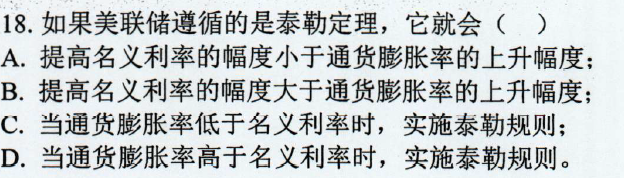 18. 如果美联储遵循的是泰勒定理，它就会（ ）
A. 提高名义利率的幅度小于通货膨胀率的上升幅度；
B. 提高名义利率的幅度大于通货膨胀率的上升幅度；
C. 当通货膨胀率低于名义利率时，实施泰勒规则；
D. 当通货膨胀率高于名义利率时，实施泰勒规则。